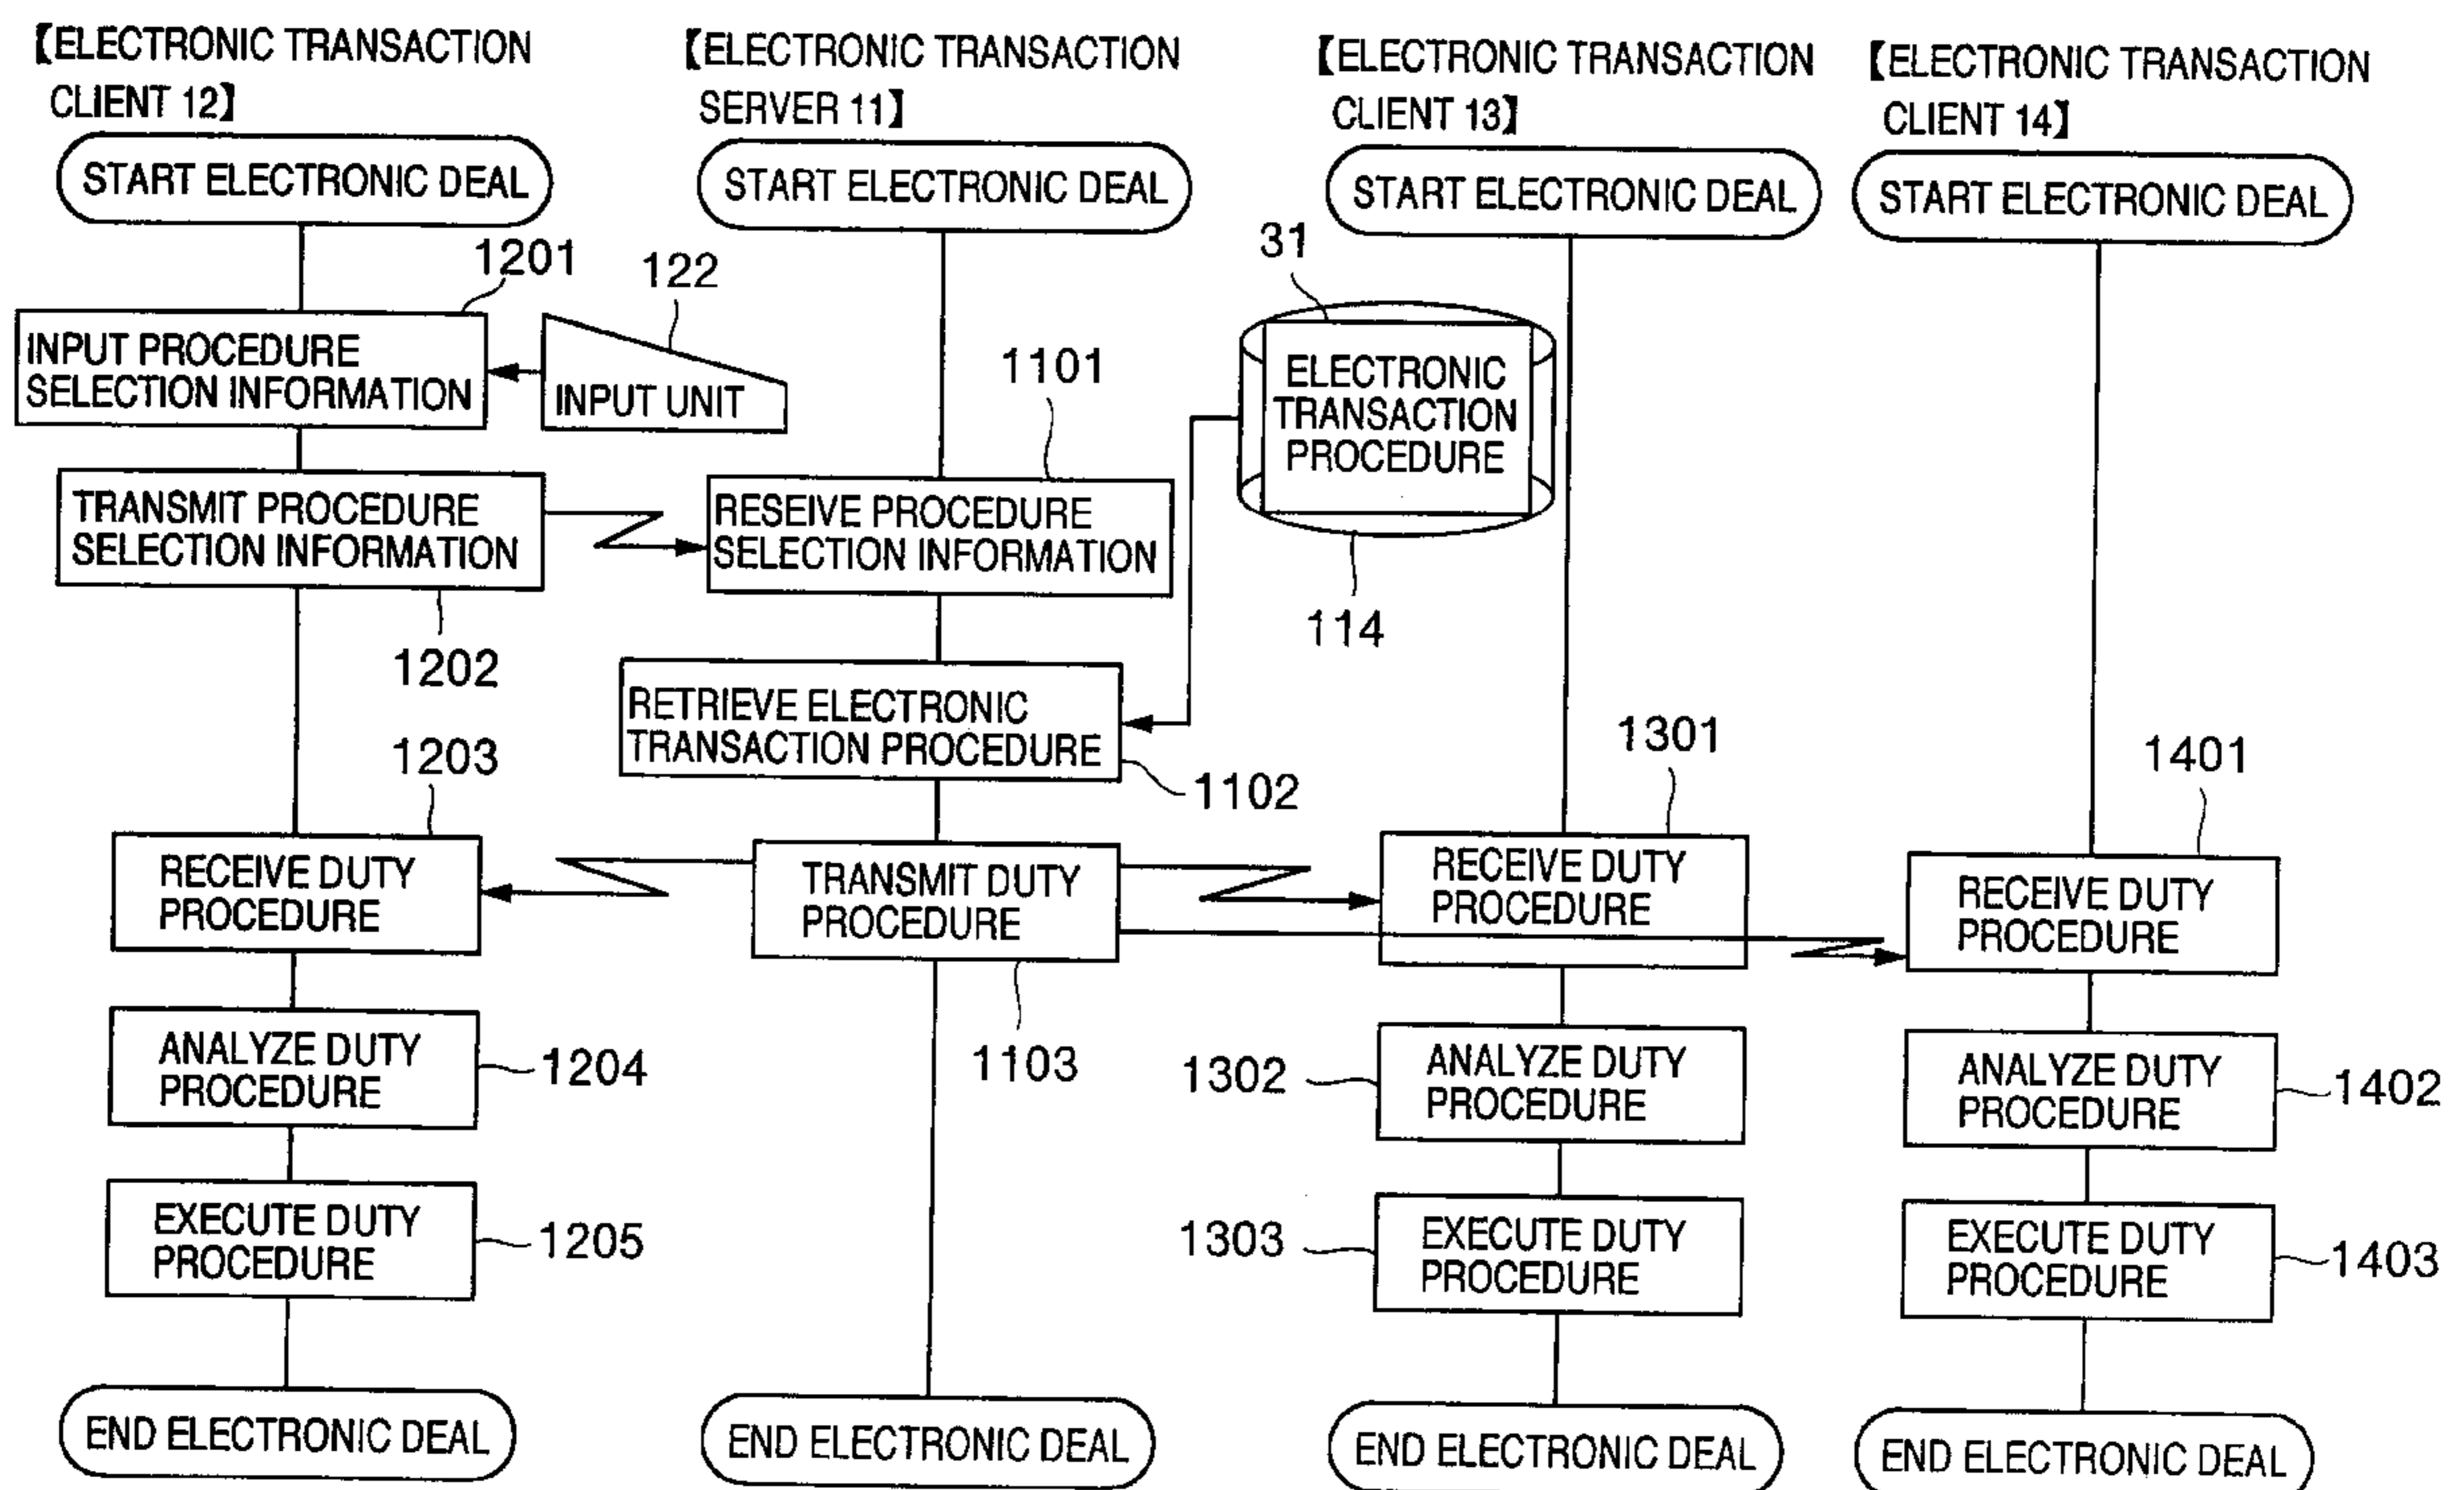 【ELECTRONIC TRANSACTION
CLIENT 12】
START ELECTRONIC DEAL
1201
122
INPUT PROCEDURE
SELECTION INFORMATION
INPUT UNIT
TRANSMIT PROCEDURE
SELECTION INFORMATION
1202
1203
RECEIVE DUTY
PROCEDURE
ANALYZE DUTY
PROCEDURE
1204
EXECUTE DUTY
PROCEDURE
1205
END ELECTRONIC DEAL
【ELECTRONIC TRANSACTION
SERVER 11】
START ELECTRONIC DEAL
1101
RESEIVE PROCEDURE
SELECTION INFORMATION
31
ELECTRONIC
TRANSACTION
PROCEDURE
114
RETRIEVE ELECTRONIC
TRANSACTION PROCEDURE
1102
TRANSMIT DUTY
PROCEDURE
1103
END ELECTRONIC DEAL
【ELECTRONIC TRANSACTION
CLIENT 13】
START ELECTRONIC DEAL
1301
RECEIVE DUTY
PROCEDURE
1302
ANALYZE DUTY
PROCEDURE
1303
EXECUTE DUTY
PROCEDURE
END ELECTRONIC DEAL
【ELECTRONIC TRANSACTION
CLIENT 14】
START ELECTRONIC DEAL
1401
RECEIVE DUTY
PROCEDURE
ANALYZE DUTY
PROCEDURE
1402
EXECUTE DUTY
PROCEDURE
1403
END ELECTRONIC DEAL